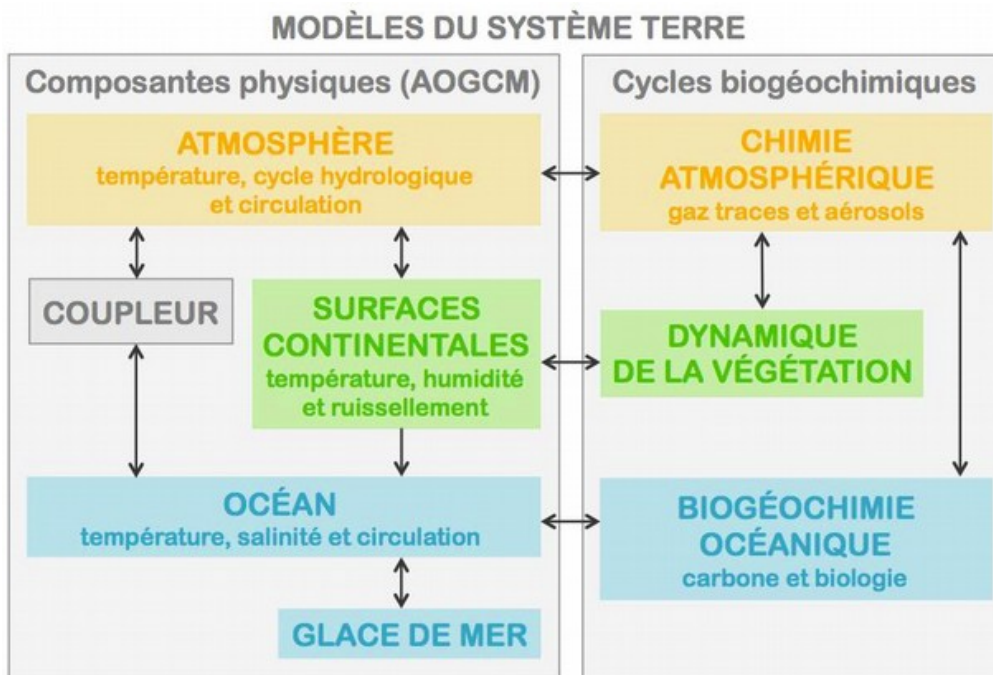 MODÈLES DU SYSTÈME TERRE
Composantes physiques (AOGCM)
ATMOSPHÈRE
température, cycle hydrologique
et circulation
COUPLEUR
SURFACES
CONTINENTALES
température, humidité
et ruissellement
OCÉAN
température, salinité et circulation
GLACE DE MER
Cycles biogéochimiques
CHIMIE
ATMOSPHÉRIQUE
gaz traces et aérosols
DYNAMIQUE
DE LA VÉGÉTATION
BIOGÉOCHIMIE
OCÉANIQUE
carbone et biologie